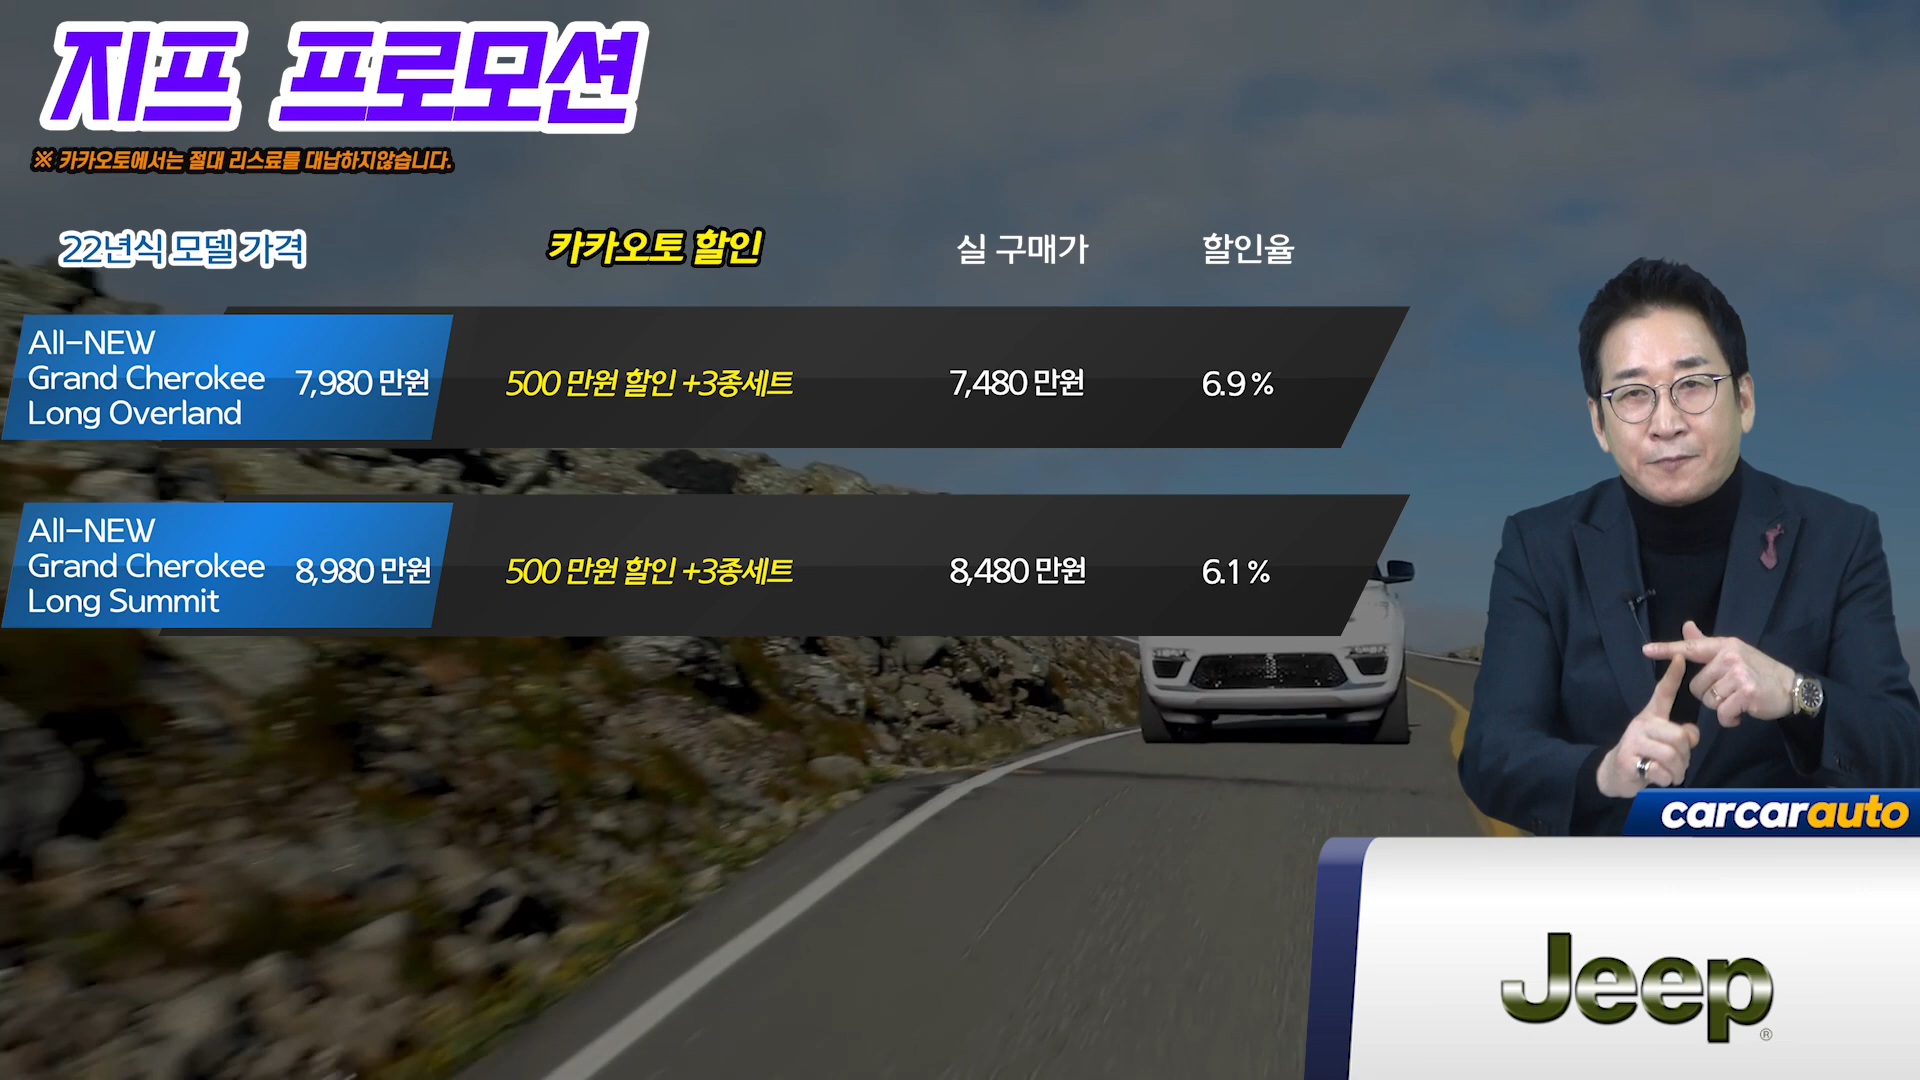 지프 프로모션
※ 카카오토에서는 절대 리스료를 대납하지않습니다.
22년식 모델 가격 카카오토 할인 실 구매가 할인율
All-NEW
Grand Cherokee
Long Overland
7,980 만원 500 만원 할인 +3종세트 7,480 만원 6.9 %
All-NEW
Grand Cherokee
Long Summit
8,980 만원 500 만원 할인 +3종세트 8,480 만원 6.1 %
carcarauto
Jeep®